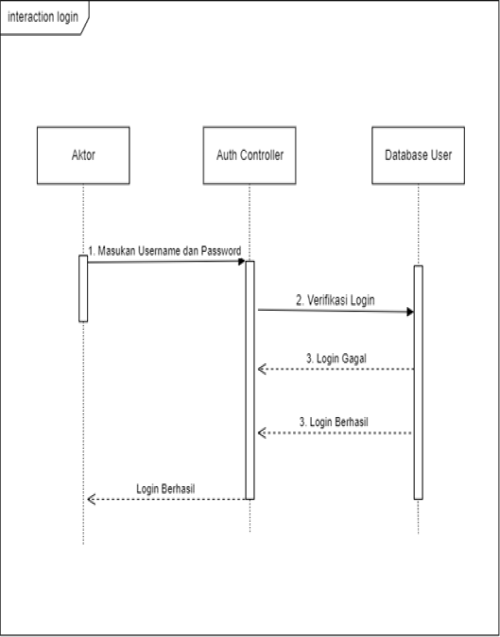 interaction login
Aktor
Auth Controller
Database User
1. Masukan Username dan Password
2. Verifikasi Login
3. Login Gagal
3. Login Berhasil
Login Berhasil